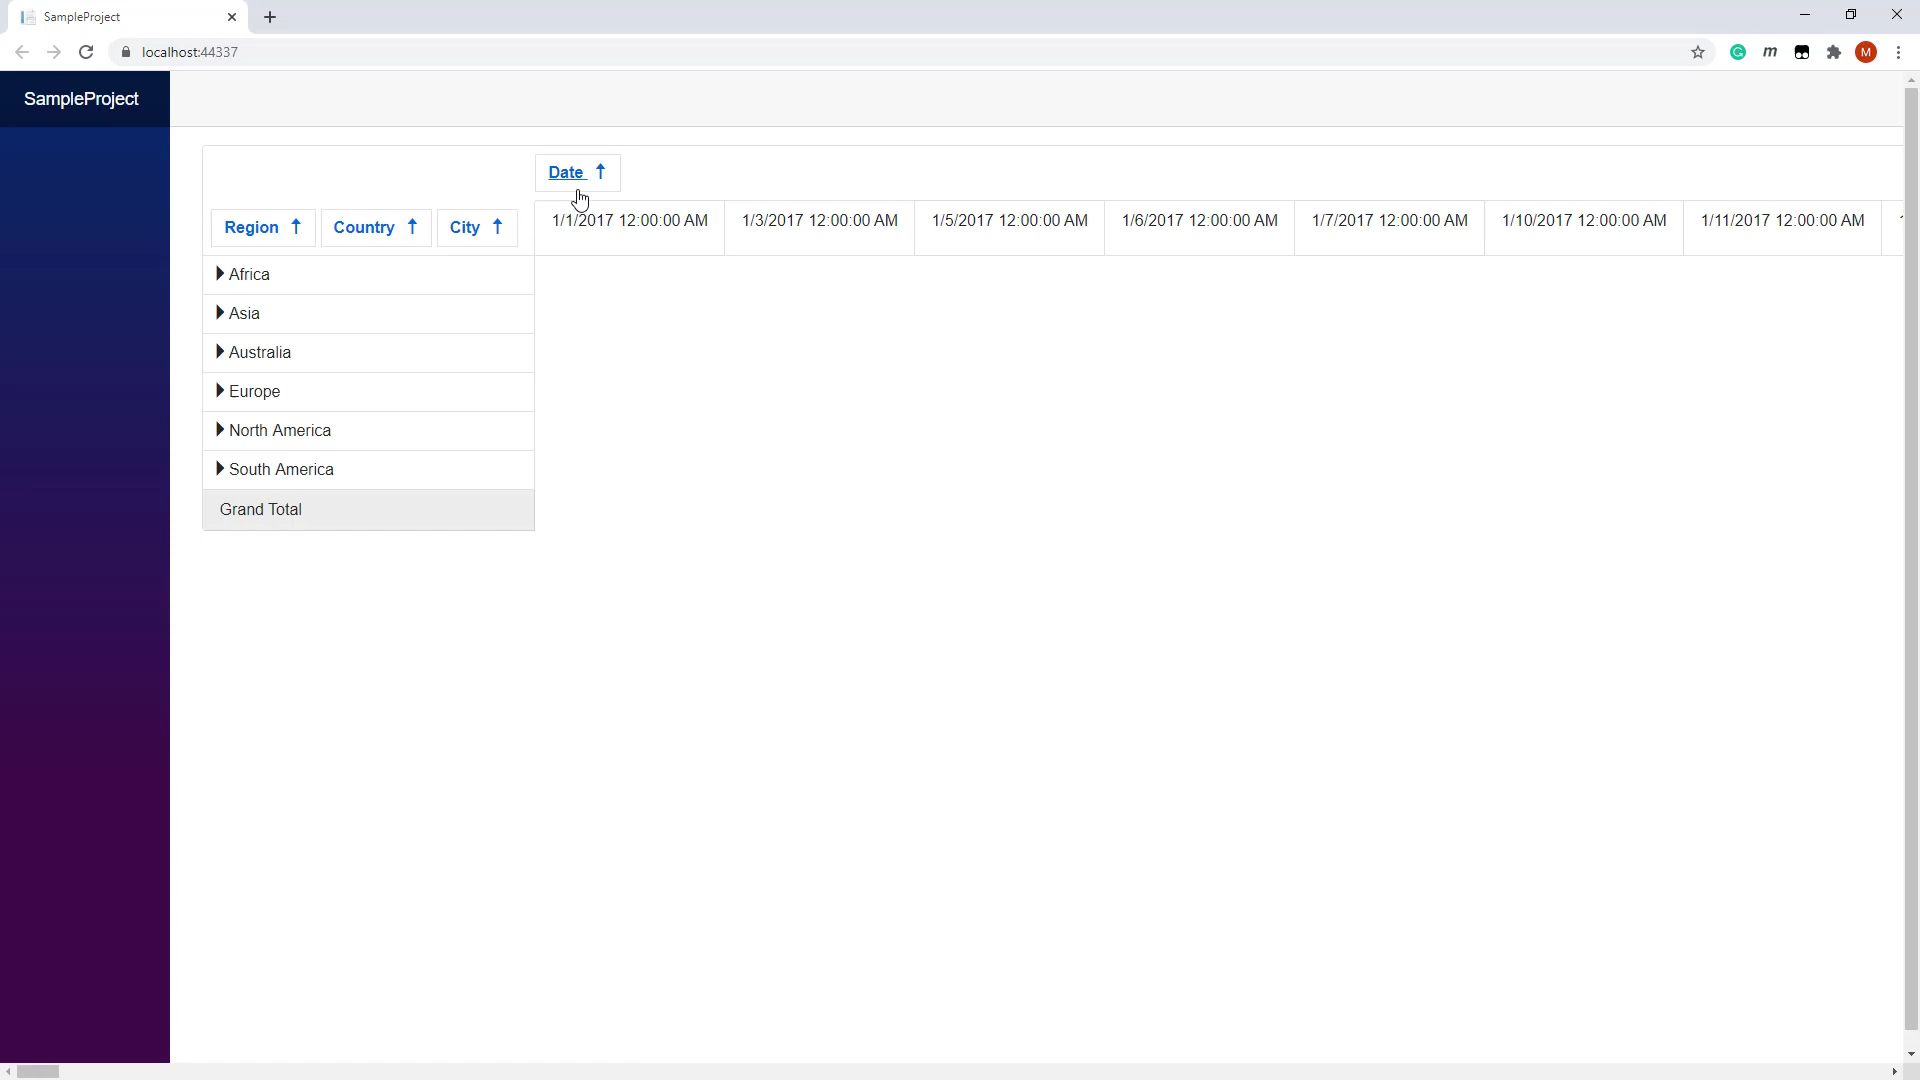 SampleProject
localhost:44337
M
SampleProject
Date
Region
Country
City
1/1/2017 12:00:00 AM
1/3/2017 12:00:00 AM
1/5/2017 12:00:00 AM
1/6/2017 12:00:00 AM
1/7/2017 12:00:00 AM
1/10/2017 12:00:00 AM
1/11/2017 12:00:00 AM
Africa
Asia
Australia
Europe
North America
South America
Grand Total